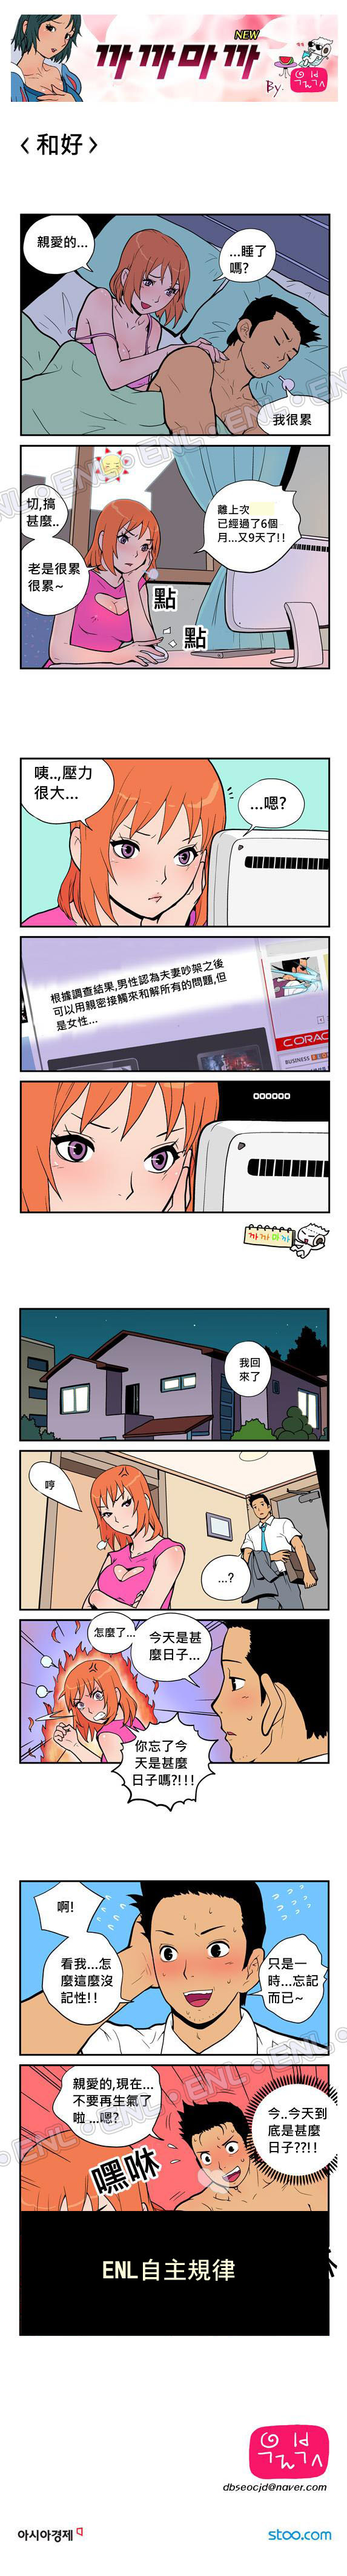 NEW
까까마까
By.
< 和好 >
親愛的...
...睡了
嗎?
我很累
切,搞
甚麼..
老是很累
很累~
離上次
已經過了6個
月...又9天了!!
點
點
咦..,壓力
很大...
...嗯?
根據調查結果,男性認為夫妻吵架之後
可以用親密接觸來和解所有的問題,但
是女性...
CORAC
BUSINESS
oooooo
까까마까
我回
來了
哼
...?
怎麼了...
今天是甚
麼日子...
你忘了今
天是甚麼
日子嗎?!!!
啊!
看我...怎
麼這麼沒
記性!!
只是一
時...忘記
而已~
親愛的,現在...
不要再生氣了
啦 ...嗯?
今..今天到
底是甚麼
日子??!!
嘿咻
ENL自主規律
dbseocjd@naver.com
아시아경제
stoo.com
ENL ENL ENL ENL
ENL ENL ENL ENL